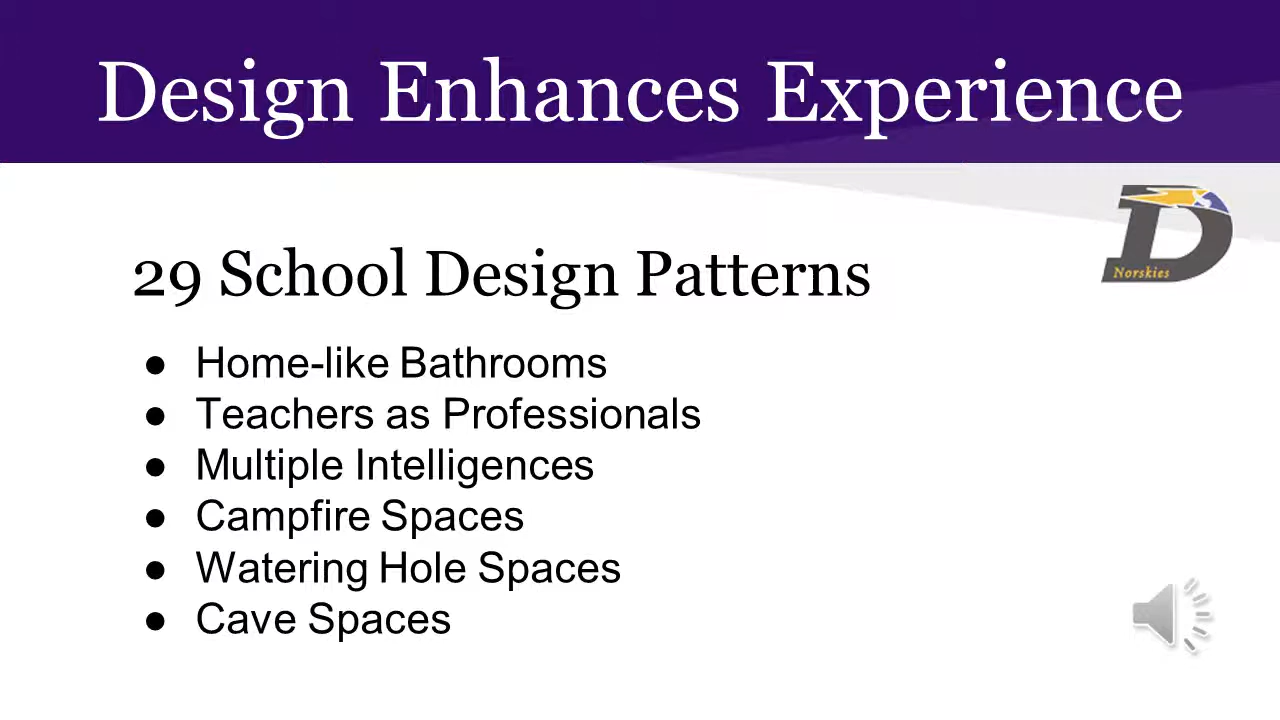 Design Enhances Experience
Norskies
29 School Design Patterns
● Home-like Bathrooms
● Teachers as Professionals
● Multiple Intelligences
● Campfire Spaces
● Watering Hole Spaces
● Cave Spaces